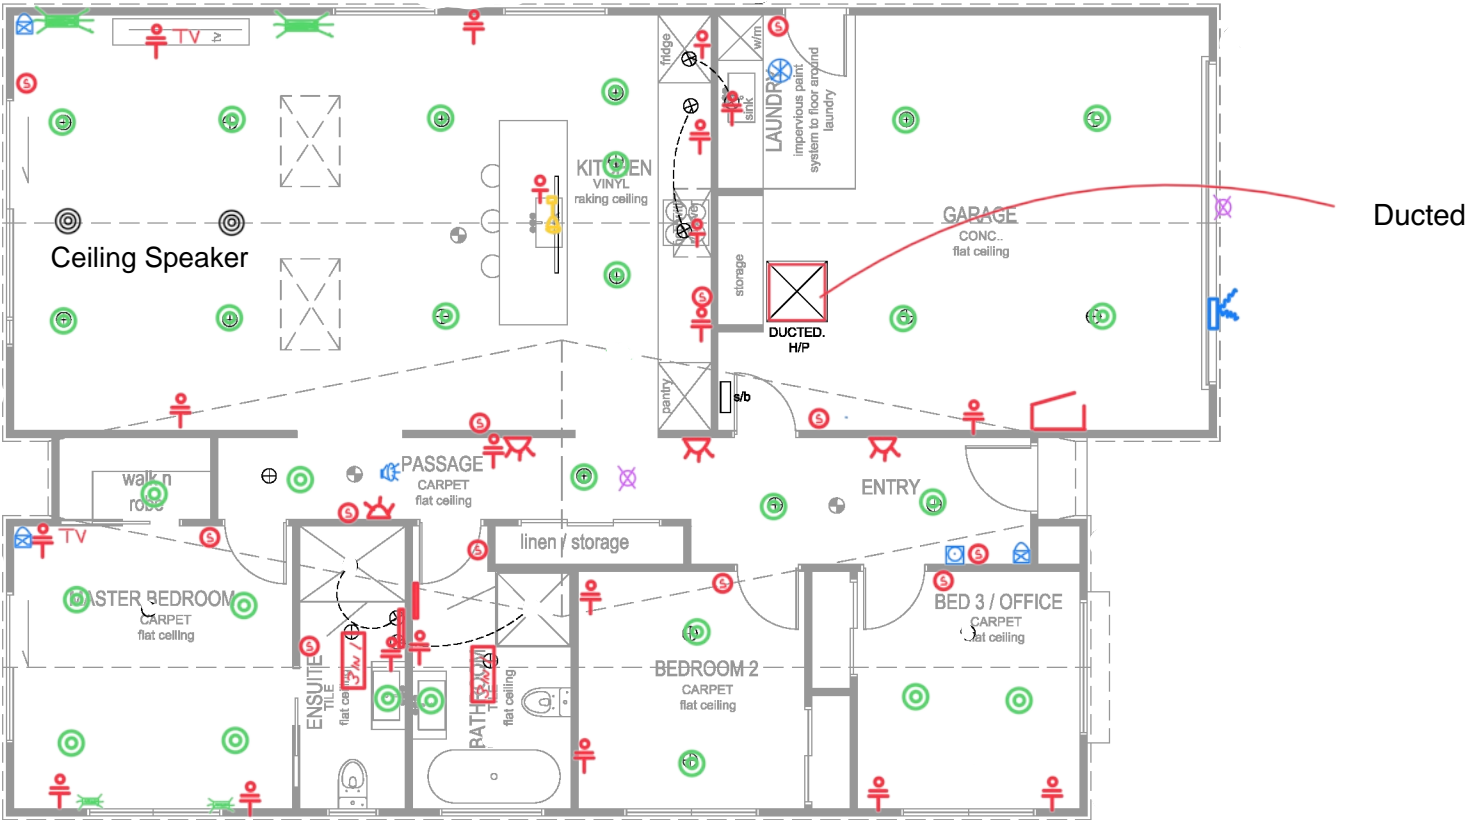 TV
tv
fridge
w/m
sink
LAUNDRY
impervious paint
system to floor around
laundry
KITCHEN
VINYL
raking ceiling
Ceiling Speaker
GARAGE
CONC..
flat ceiling
Ducted
storage
DUCTED.
H/P
pantry
s/b
S
S
S
S
S
walk n
robe
PASSAGE
CARPET
flat ceiling
ENTRY
S
TV
S
S
linen / storage
S
S
S
MASTER BEDROOM
CARPET
flat ceiling
BED 3 / OFFICE
CARPET
flat ceiling
S
3 IN 1
ENSUITE
TILE
flat ceiling
BATHROOM
TILE
flat ceiling
BEDROOM 2
CARPET
flat ceiling